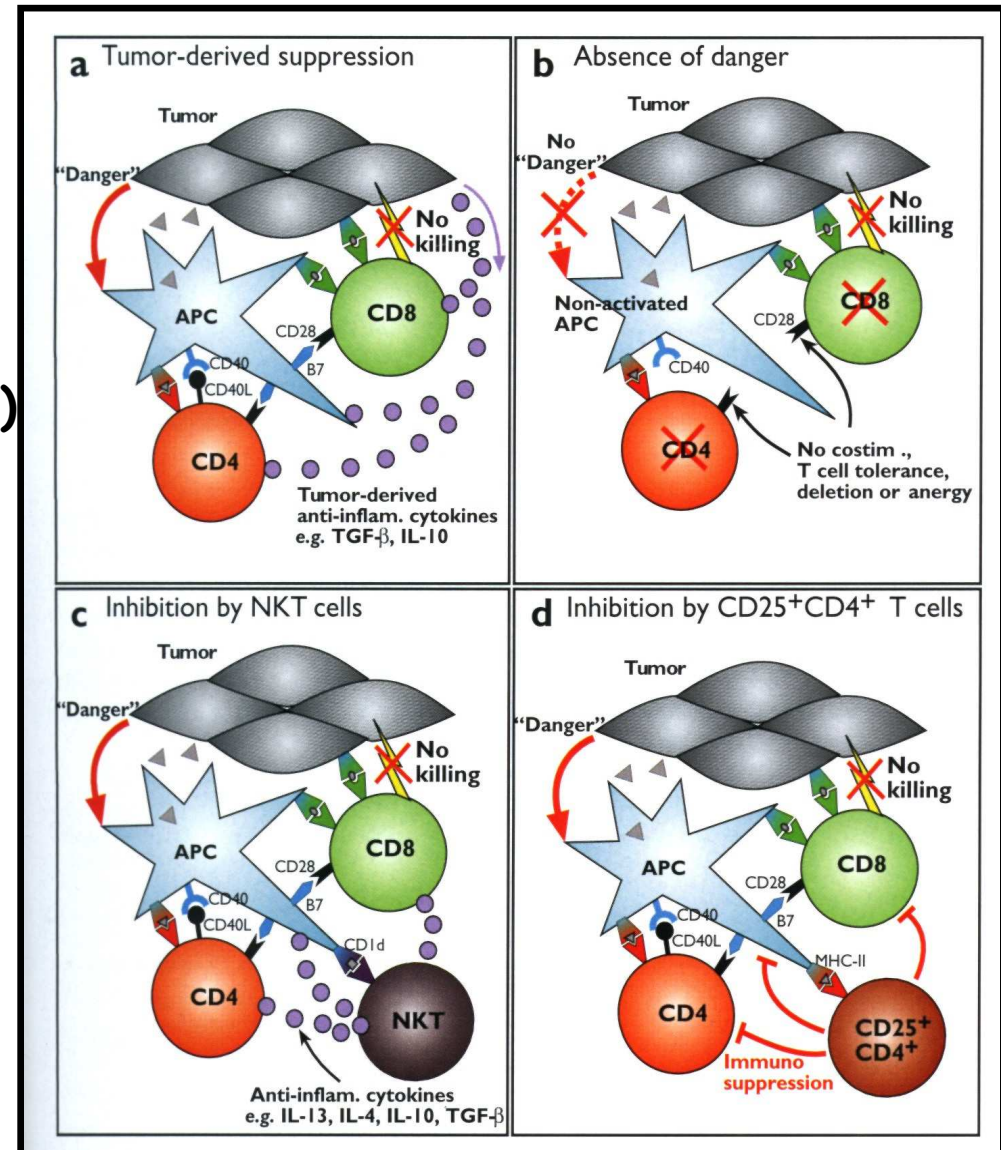 )
a Tumor-derived suppression
Tumor
"Danger"
No
killing
APC
CD8
CD28
B7
CD40
CD40L
CD4
Tumor-derived
anti-inflam. cytokines
e.g. TGF-β, IL-10
b Absence of danger
Tumor
No
"Danger"
No
killing
Non-activated
APC
CD8
CD28
CD40
CD4
No costim .,
T cell tolerance,
deletion or anergy
c Inhibition by NKT cells
Tumor
"Danger"
No
killing
APC
CD8
CD28
B7
CD40
CD40L
CD1d
CD4
NKT
Anti-inflam. cytokines
e.g. IL-13, IL-4, IL-10, TGF-β
d Inhibition by CD25+CD4+ T cells
Tumor
"Danger"
No
killing
APC
CD8
CD28
B7
CD40
CD40L
MHC-II
CD4
CD25+
CD4+
Immuno
suppression